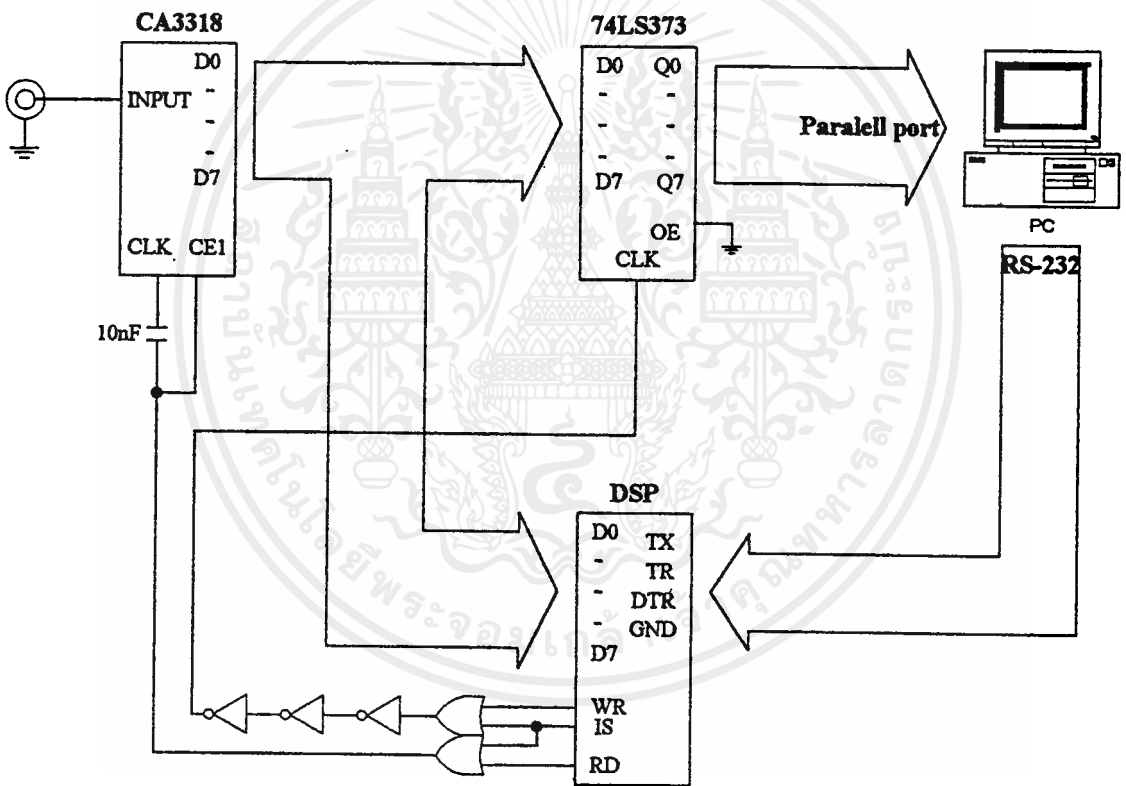 CA3318
D0
INPUT
-
-
-
D7
CLK CE1
10nF
74LS373
D0 Q0
- -
- -
- -
D7 Q7
OE
CLK
Paralell port
PC
RS-232
DSP
D0
-
-
-
D7
TX
TR
DTR
GND
WR
IS
RD